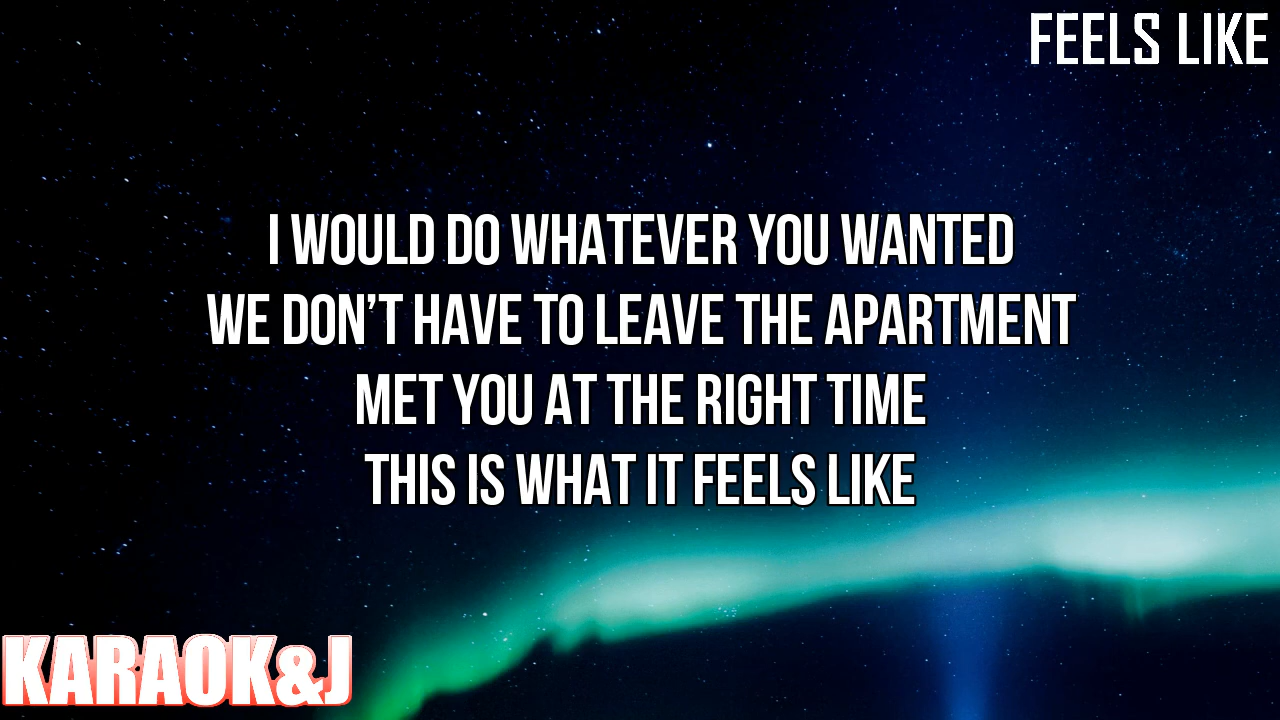 FEELS LIKE
I WOULD DO WHATEVER YOU WANTED
WE DON’T HAVE TO LEAVE THE APARTMENT
MET YOU AT THE RIGHT TIME
THIS IS WHAT IT FEELS LIKE
KARAOK&J